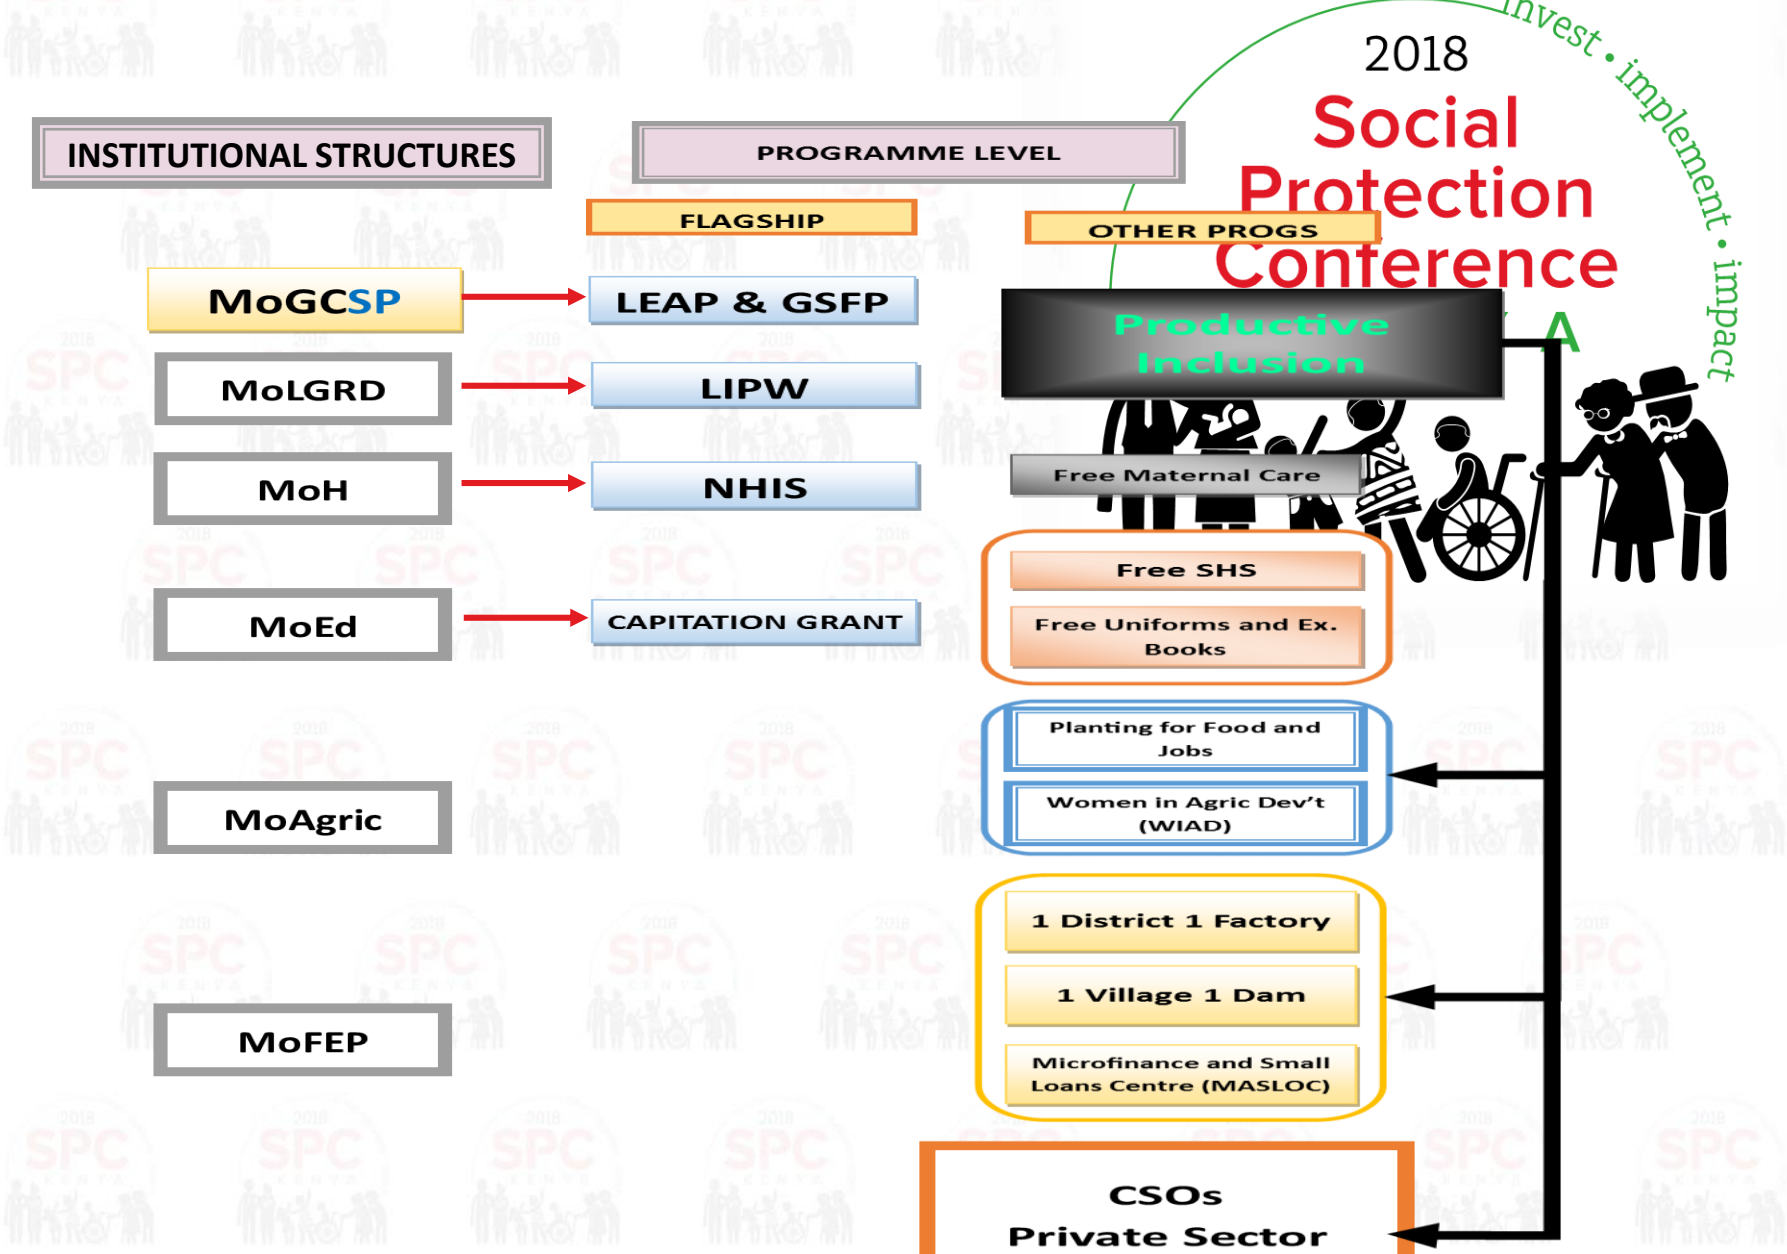 invest • implement • impact
2018
Social
Protection
Conference
A
INSTITUTIONAL STRUCTURES
PROGRAMME LEVEL
FLAGSHIP
OTHER PROGS
MoGCSP
LEAP & GSFP
Productive
Inclusion
MoLGRD
LIPW
MoH
NHIS
Free Maternal Care
Free SHS
MoEd
CAPITATION GRANT
Free Uniforms and Ex.
Books
Planting for Food and
Jobs
MoAgric
Women in Agric Dev't
(WIAD)
1 District 1 Factory
1 Village 1 Dam
MoFEP
Microfinance and Small
Loans Centre (MASLOC)
CSOs
Private Sector